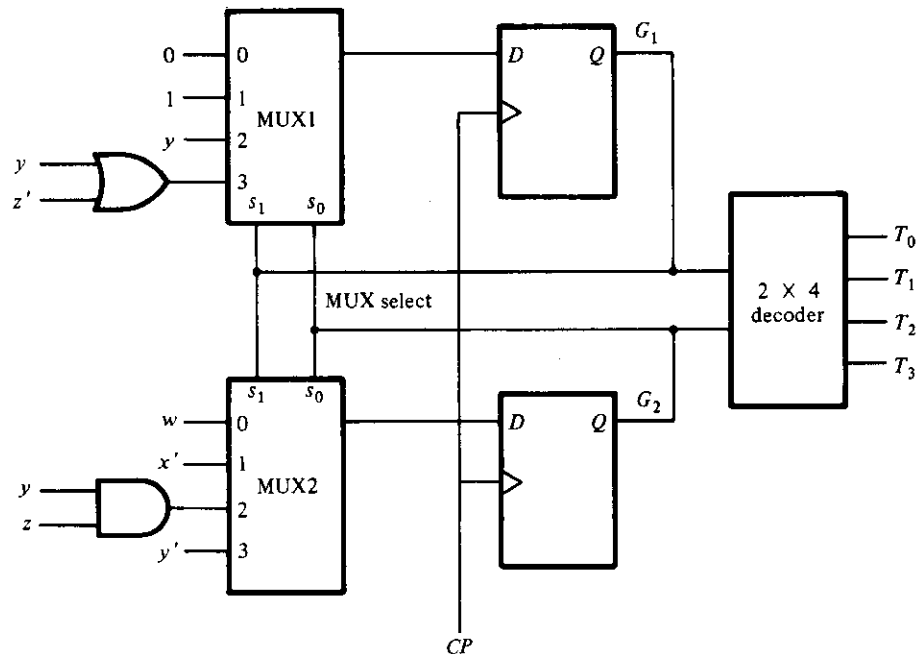 G1
0 0 D Q
1 1
MUX1
y 2
y
3
z'
s1 s0
T0
T1
2 X 4
decoder
MUX select
T2
T3
s1 s0
G2
w 0 D Q
x' 1
MUX2
y
2
z
y' 3
CP